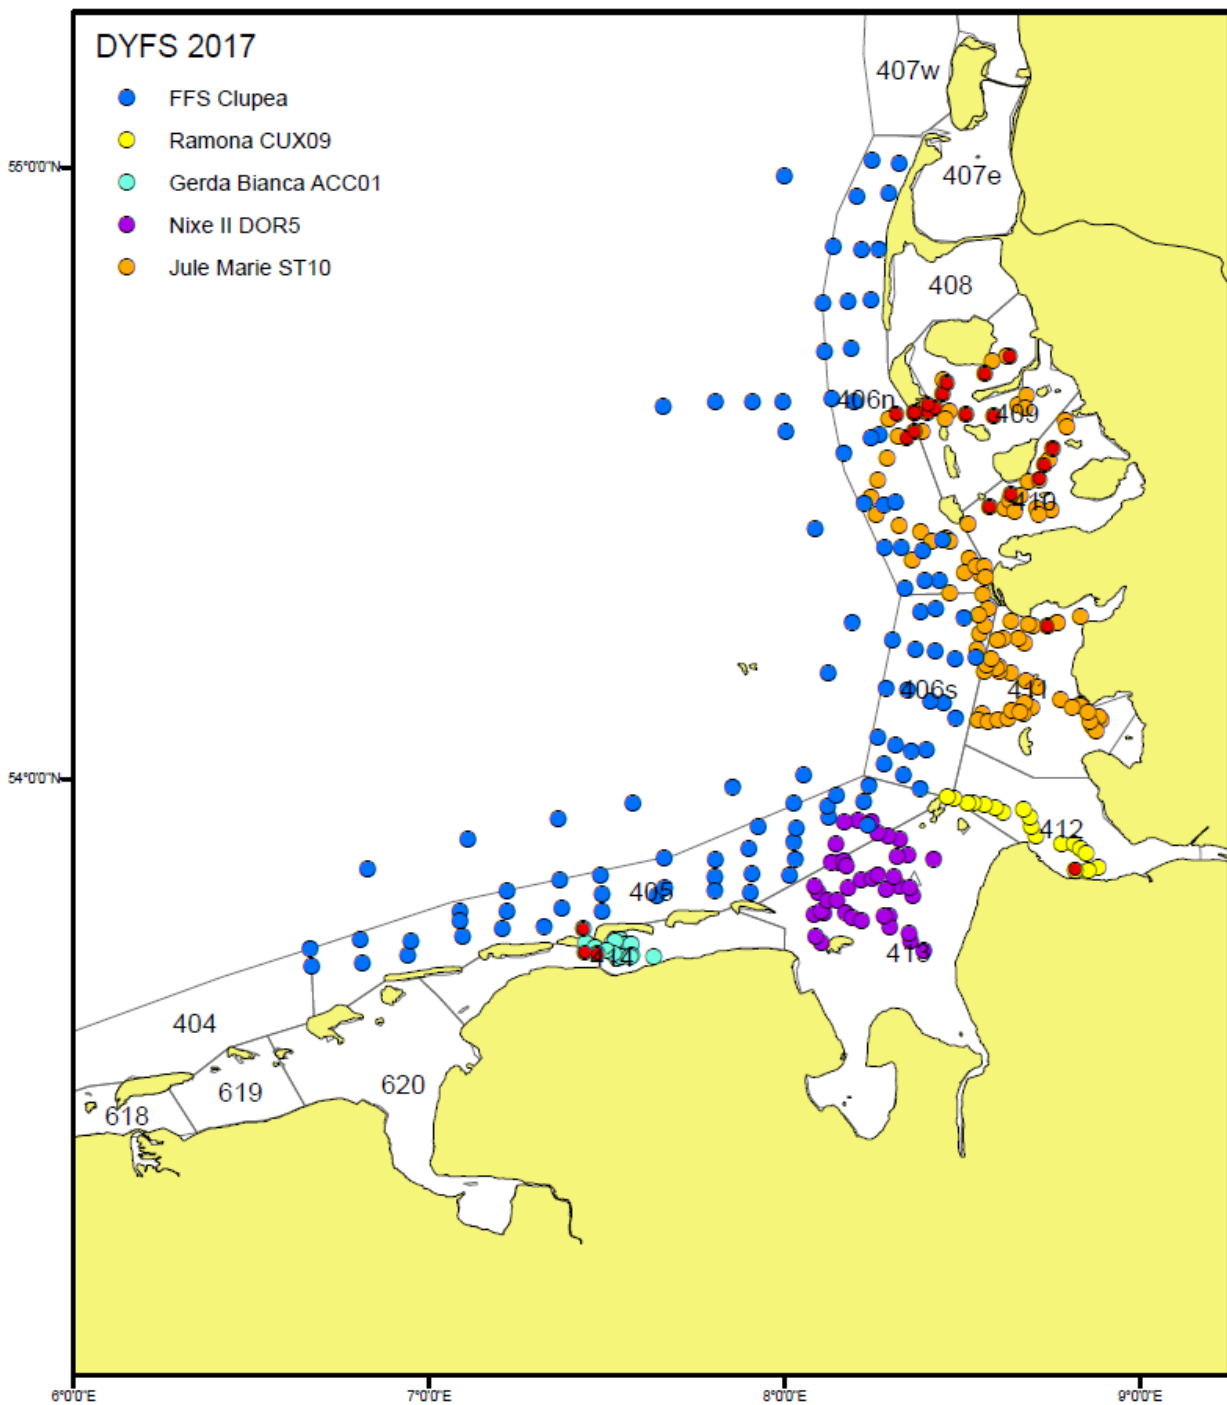 DYFS 2017
FFS Clupea
Ramona CUX09
Gerda Bianca ACC01
Nixe II DOR5
Jule Marie ST10
407w
55°0'0"N
407e
408
406n
409
410
406s
411
54°0'0"N
412
405
413
414
404
619
620
618
6°0'0"E
7°0'0"E
8°0'0"E
9°0'0"E